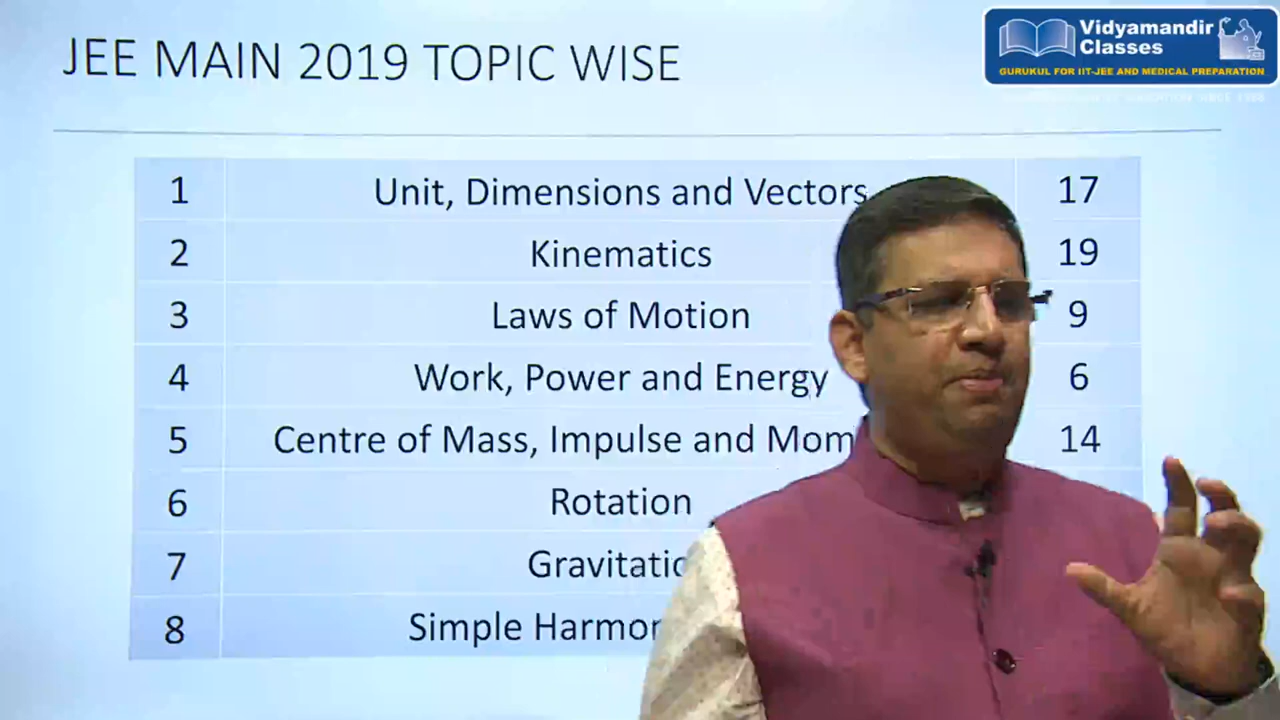 JEE MAIN 2019 TOPIC WISE
Vidyamandir
Classes
GURUKUL FOR IIT-JEE AND MEDICAL PREPARATION
1 Unit, Dimensions and Vectors 17
2 Kinematics 19
3 Laws of Motion 9
4 Work, Power and Energy 6
5 Centre of Mass, Impulse and Mom 14
6 Rotation
7 Gravitatio
8 Simple Harmon